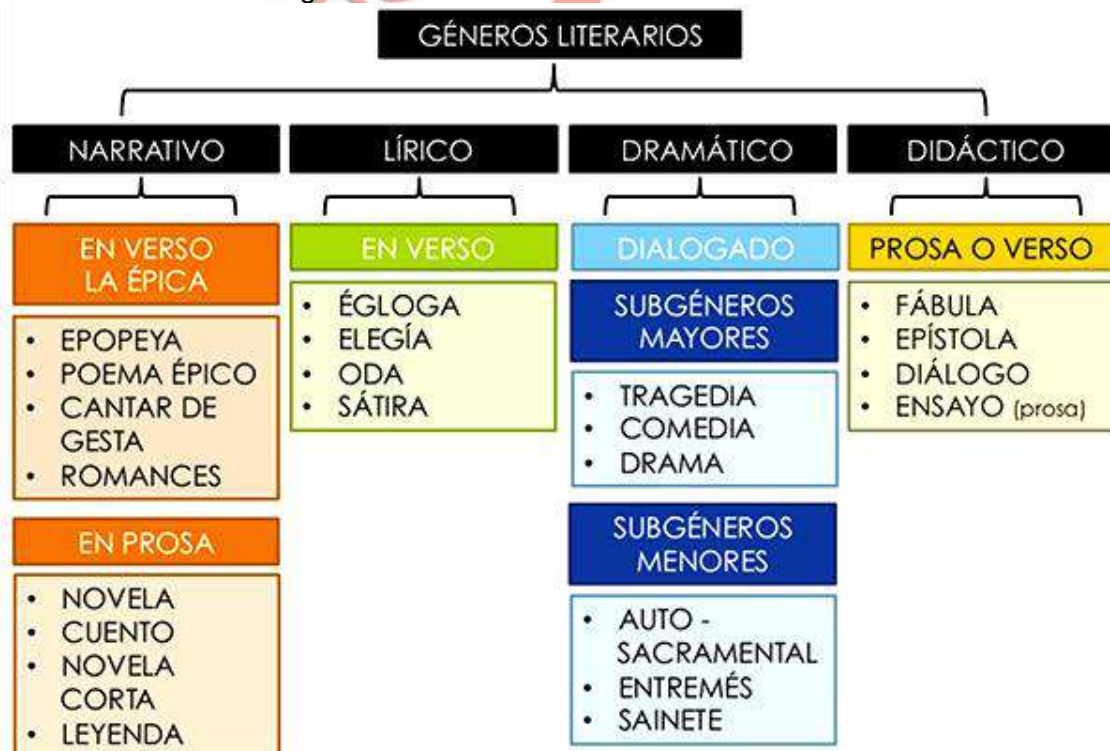 GÉNEROS LITERARIOS
NARRATIVO
EN VERSO
LA ÉPICA
• EPOPEYA
• POEMA ÉPICO
• CANTAR DE
GESTA
• ROMANCES
EN PROSA
• NOVELA
• CUENTO
• NOVELA
CORTA
• LEYENDA
LÍRICO
EN VERSO
• ÉGLOGA
• ELEGÍA
• ODA
• SÁTIRA
DRAMÁTICO
DIALOGADO
SUBGÉNEROS
MAYORES
• TRAGEDIA
• COMEDIA
• DRAMA
SUBGÉNEROS
MENORES
• AUTO -
SACRAMENTAL
• ENTREMÉS
• SAINETE
DIDÁCTICO
PROSA O VERSO
• FÁBULA
• EPÍSTOLA
• DIÁLOGO
• ENSAYO (prosa)